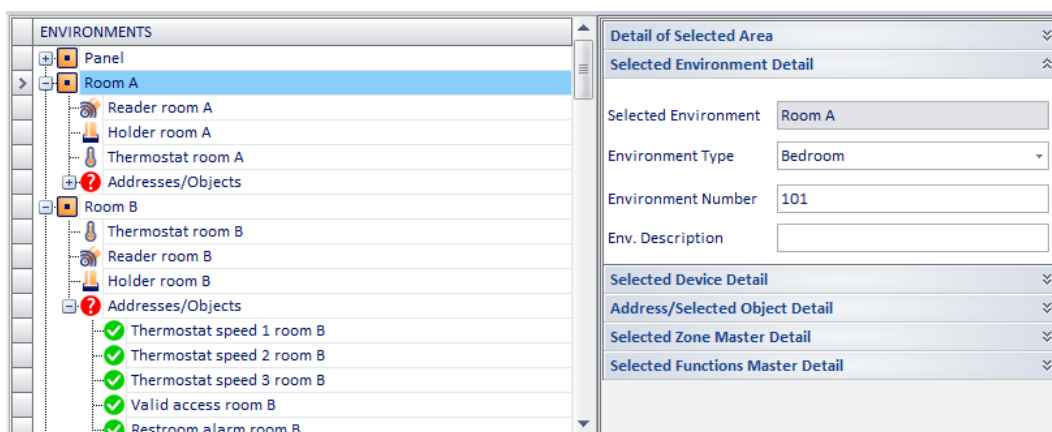 ENVIRONMENTS
Panel
Room A
Reader room A
Holder room A
Thermostat room A
Addresses/Objects
Room B
Thermostat room B
Reader room B
Holder room B
Addresses/Objects
Thermostat speed 1 room B
Thermostat speed 2 room B
Thermostat speed 3 room B
Valid access room B
Restroom alarm room B
Detail of Selected Area
Selected Environment Detail
Selected Environment Room A
Environment Type Bedroom
Environment Number 101
Env. Description
Selected Device Detail
Address/Selected Object Detail
Selected Zone Master Detail
Selected Functions Master Detail